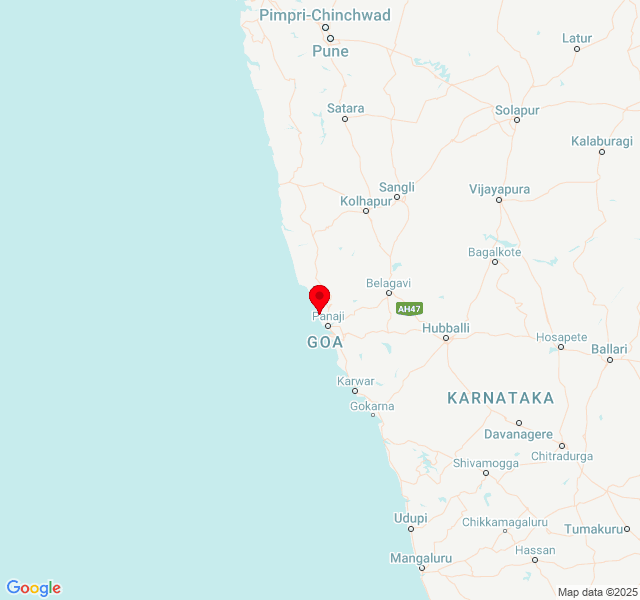 Pimpri-Chinchwad
Pune
Latur
Satara
Solapur
Kalaburagi
Sangli
Kolhapur
Vijayapura
Bagalkote
Belagavi
AH47
Panaji
Hubballi
GOA
Hosapete
Ballari
Karwar
KARNATAKA
Gokarna
Davanagere
Chitradurga
Shivamogga
Udupi
Chikkamagaluru
Tumakuru
Hassan
Mangaluru
Google
Map data ©2025